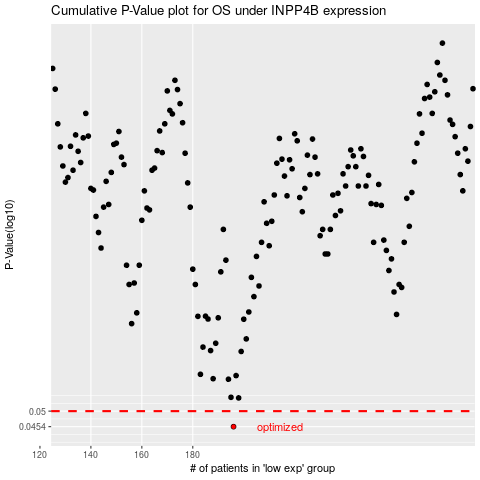 Cumulative P-Value plot for OS under INPP4B expression
P-Value(log10)
0.05
0.0454
optimized
120 140 160 180
# of patients in 'low exp' group